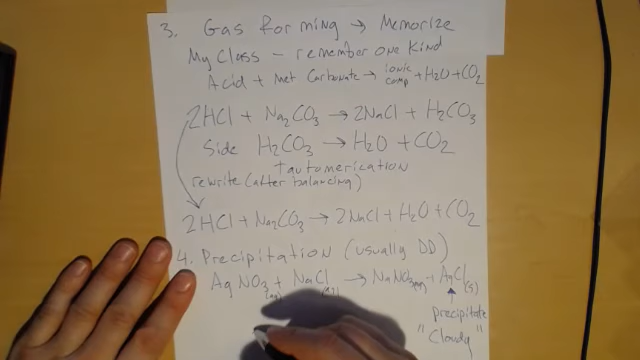 3. Gas forming → Memorize
My Class - remember one kind
Acid + Met Carbonate → ionic comp + H₂O + CO₂
2HCl + Na₂CO₃ → 2NaCl + H₂CO₃
Side H₂CO₃ → H₂O + CO₂
tautomerication
rewrite (after balancing)
2HCl + Na₂CO₃ → 2NaCl + H₂O + CO₂
4. Precipitation (usually DD)
AgNO₃(aq) + NaCl(aq) → NaNO₃(aq) + AgCl(s)
precipitate
"Cloudy"